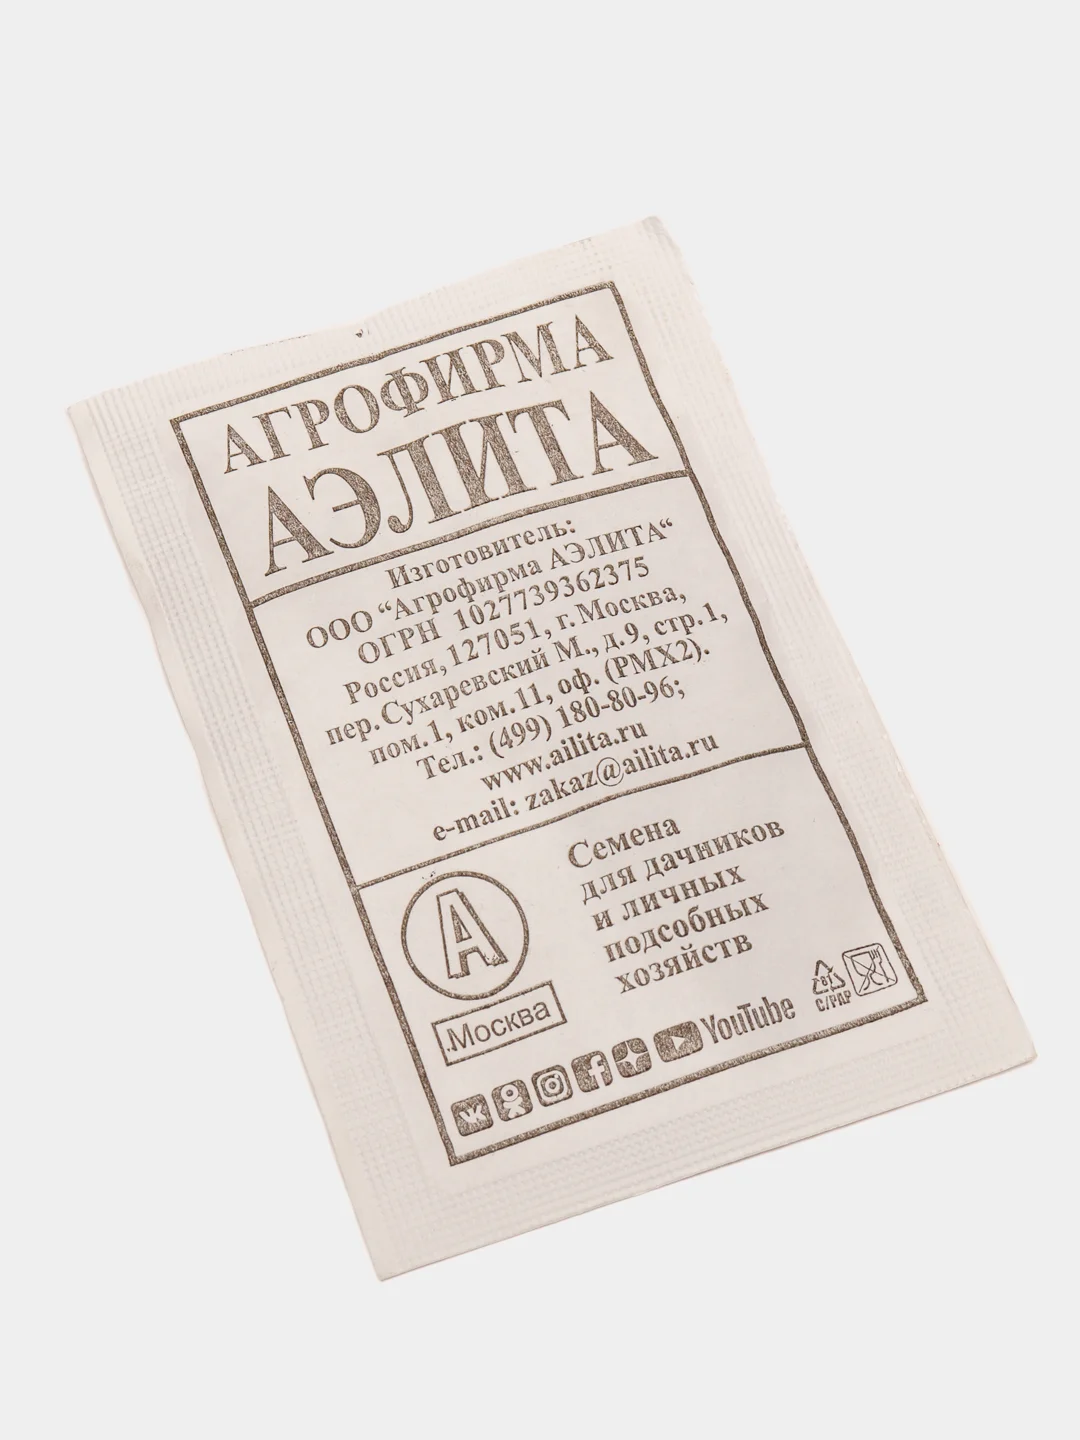 АГРОФИРМА
АЭЛИТА
Изготовитель:
ООО “Агрофирма АЭЛИТА“
ОГРН 1027739362375
Россия, 127051, г. Москва,
пер. Сухаревский М., д. 9, стр. 1,
пом. 1, ком. 11, оф. (РМХ2).
Тел.: (499) 180-80-96;
www.ailita.ru
e-mail: zakaz@ailita.ru
Семена
для дачников
и личных
подсобных
хозяйств
А
Москва
YouTube
81
C/PAP